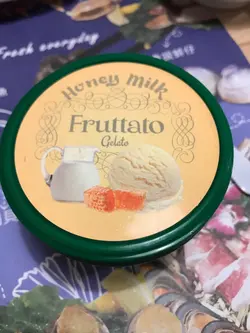 Fresh everyday
Honey Milk
Fruttato
Gelato